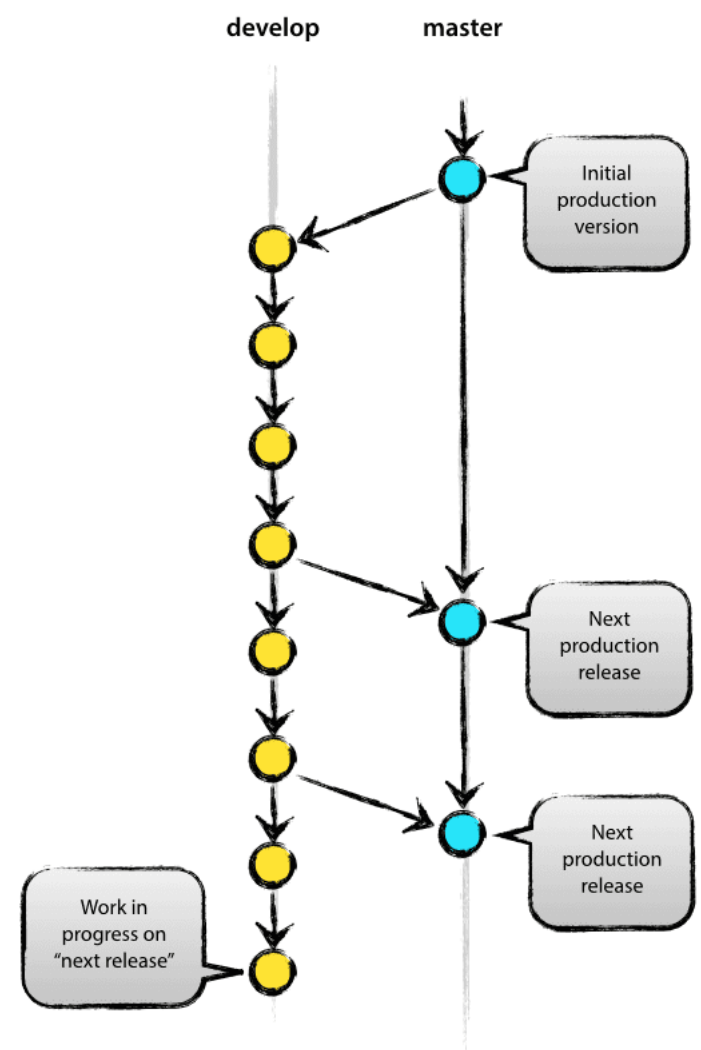 develop
master
Initial
production
version
Next
production
release
Next
production
release
Work in
progress on
“next release”